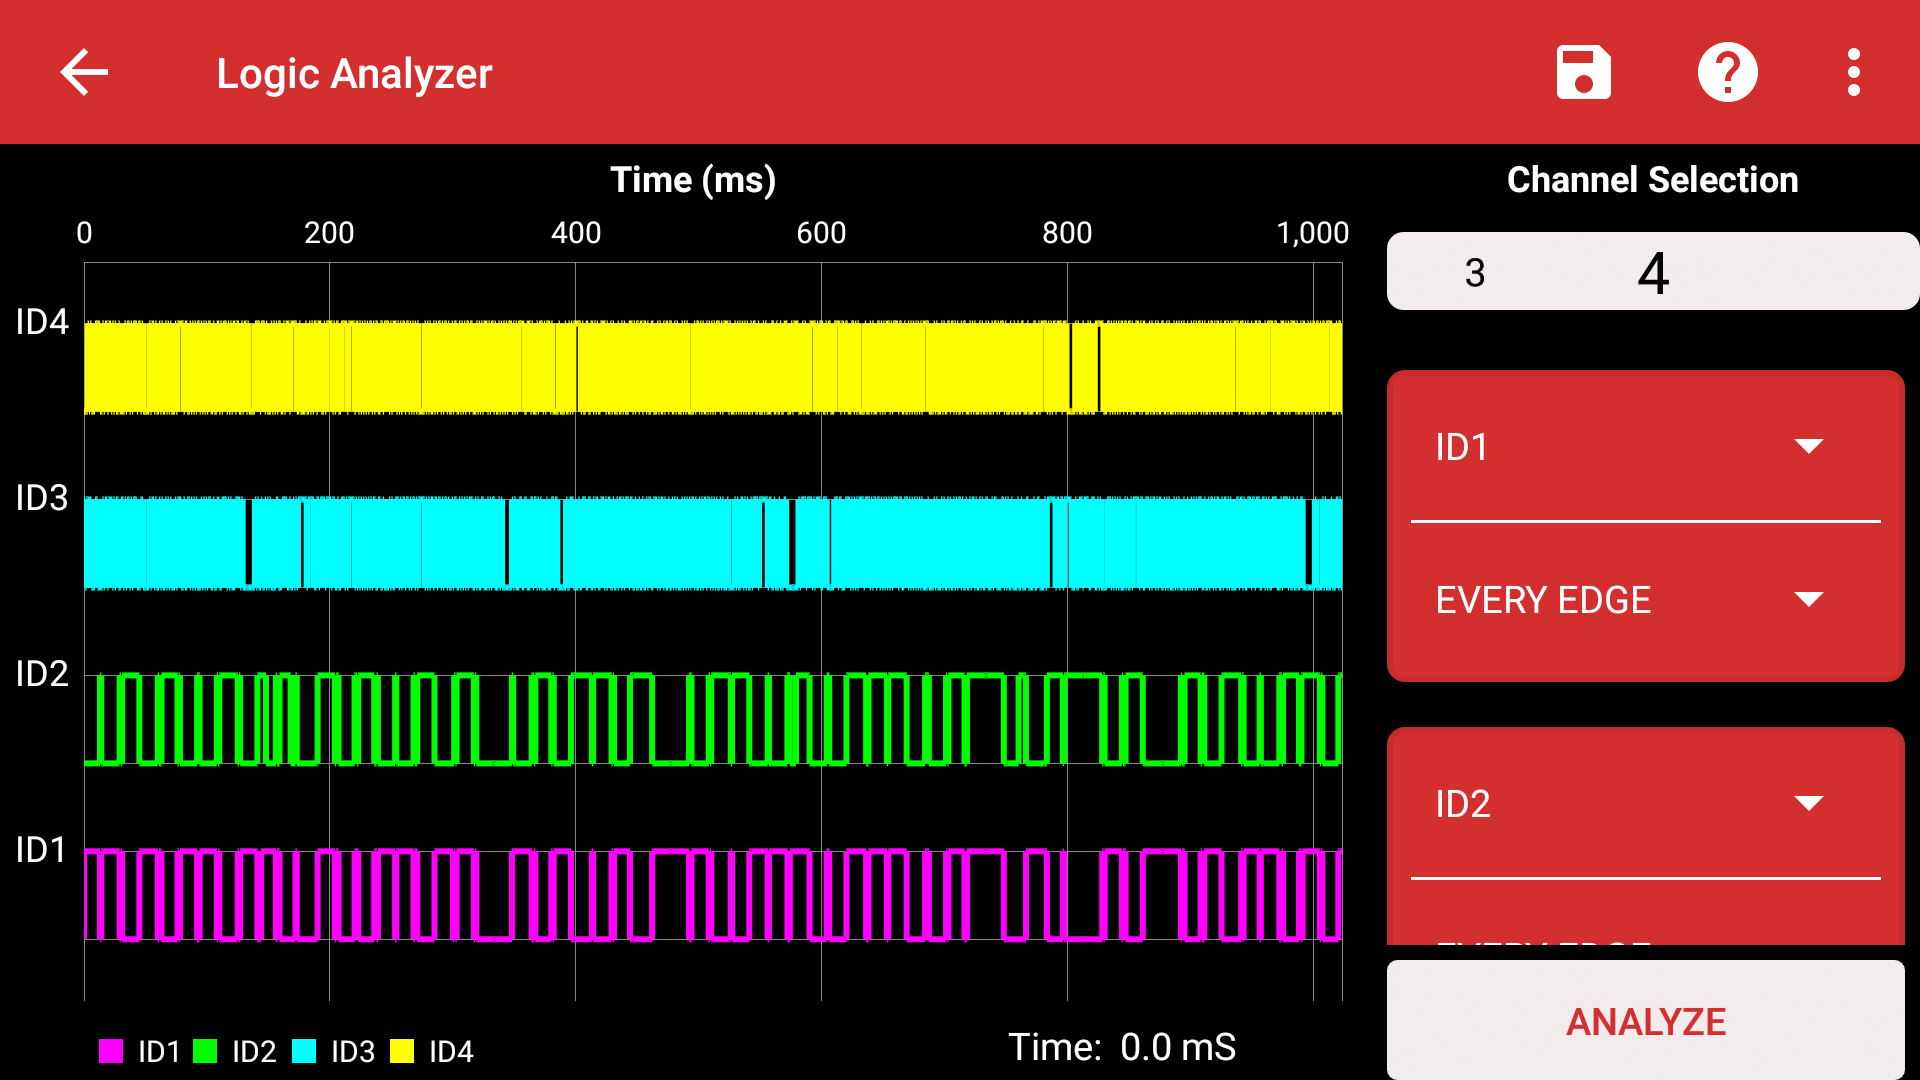 Logic Analyzer
Time (ms)
0 200 400 600 800 1,000
ID4
ID3
ID2
ID1
ID1 ID2 ID3 ID4
Time: 0.0 mS
Channel Selection
3 4
ID1
EVERY EDGE
ID2
ANALYZE